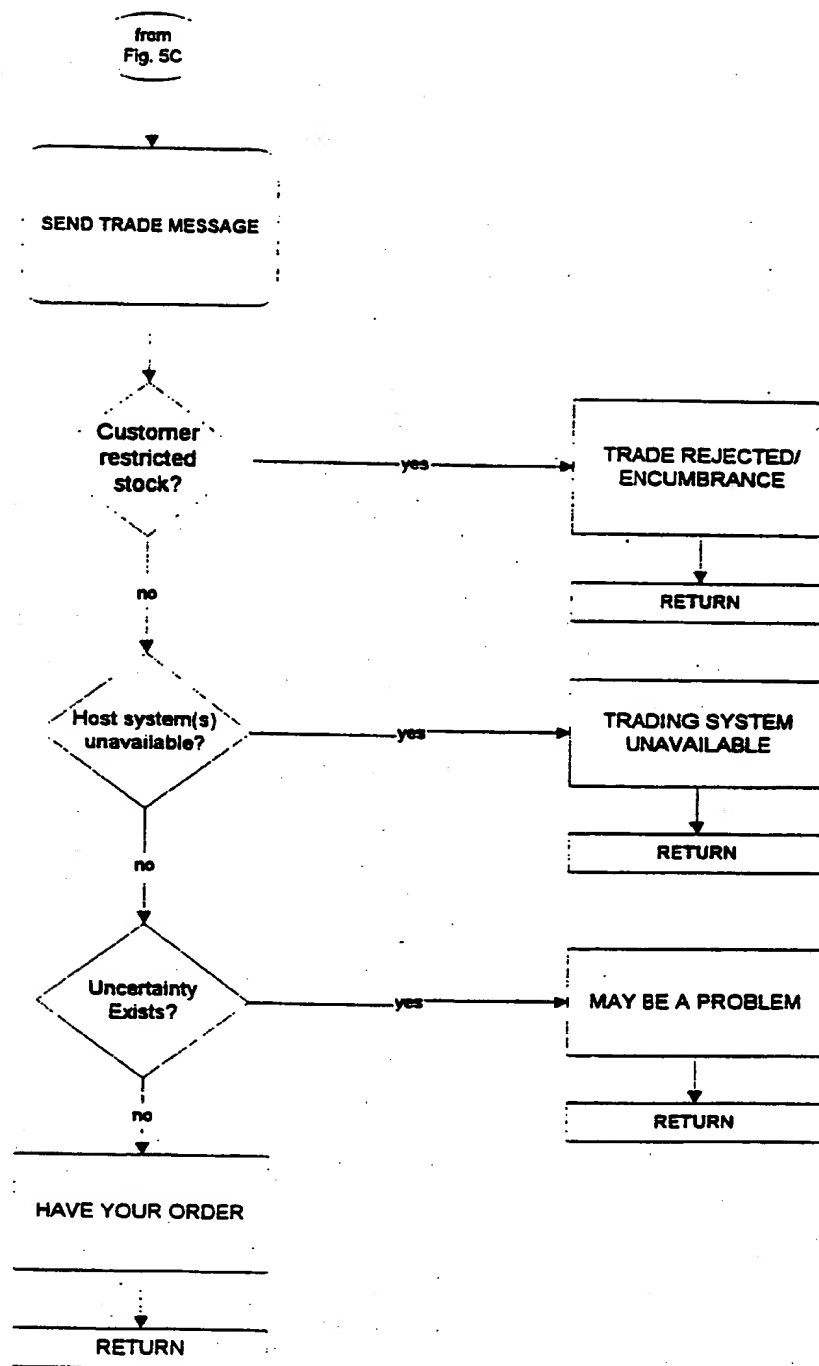 from
Fig. 5C
SEND TRADE MESSAGE
Customer
restricted
stock?
yes
TRADE REJECTED/
ENCUMBRANCE
RETURN
no
Host system(s)
unavailable?
yes
TRADING SYSTEM
UNAVAILABLE
RETURN
no
Uncertainty
Exists?
yes
MAY BE A PROBLEM
RETURN
no
HAVE YOUR ORDER
RETURN